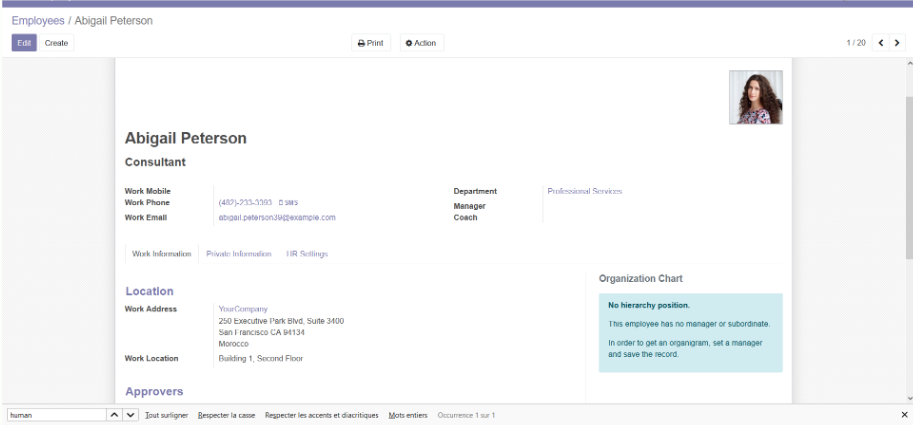 Employees / Abigail Peterson
Edit Create Print Action 1 / 20
Abigail Peterson
Consultant
Work Mobile
Work Phone (482)-233-3393 SMS
Work Email abigail.peterson39@example.com
Department Professional Services
Manager
Coach
Work Information Private Information HR Settings
Location
Work Address YourCompany
250 Executive Park Blvd, Suite 3400
San Francisco CA 94134
Morocco
Work Location Building 1, Second Floor
Approvers
Organization Chart
No hierarchy position.
This employee has no manager or subordinate.
In order to get an organigram, set a manager
and save the record.
human Tout surligner Respecter la casse Respecter les accents et diacritiques Mots entiers Occurrence 1 sur 1